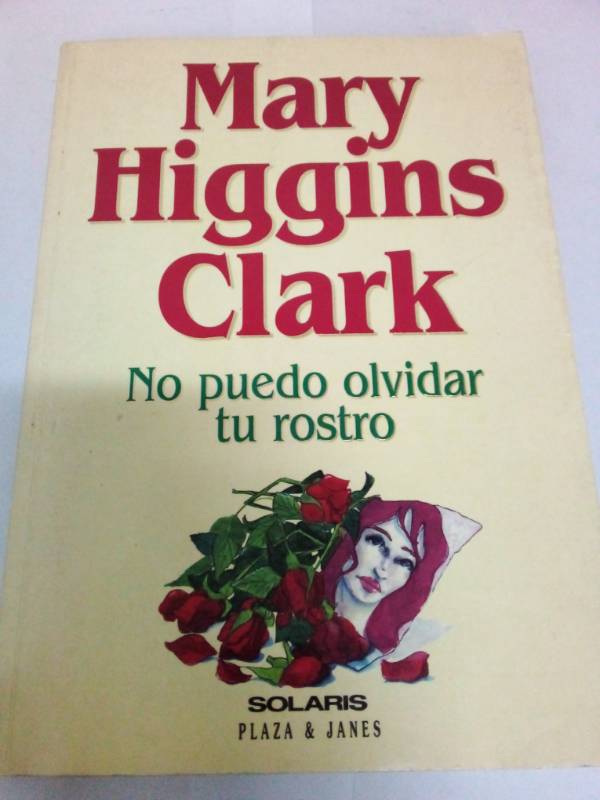 Mary
Higgins
Clark
No puedo olvidar
tu rostro
SOLARIS
PLAZA & JANES